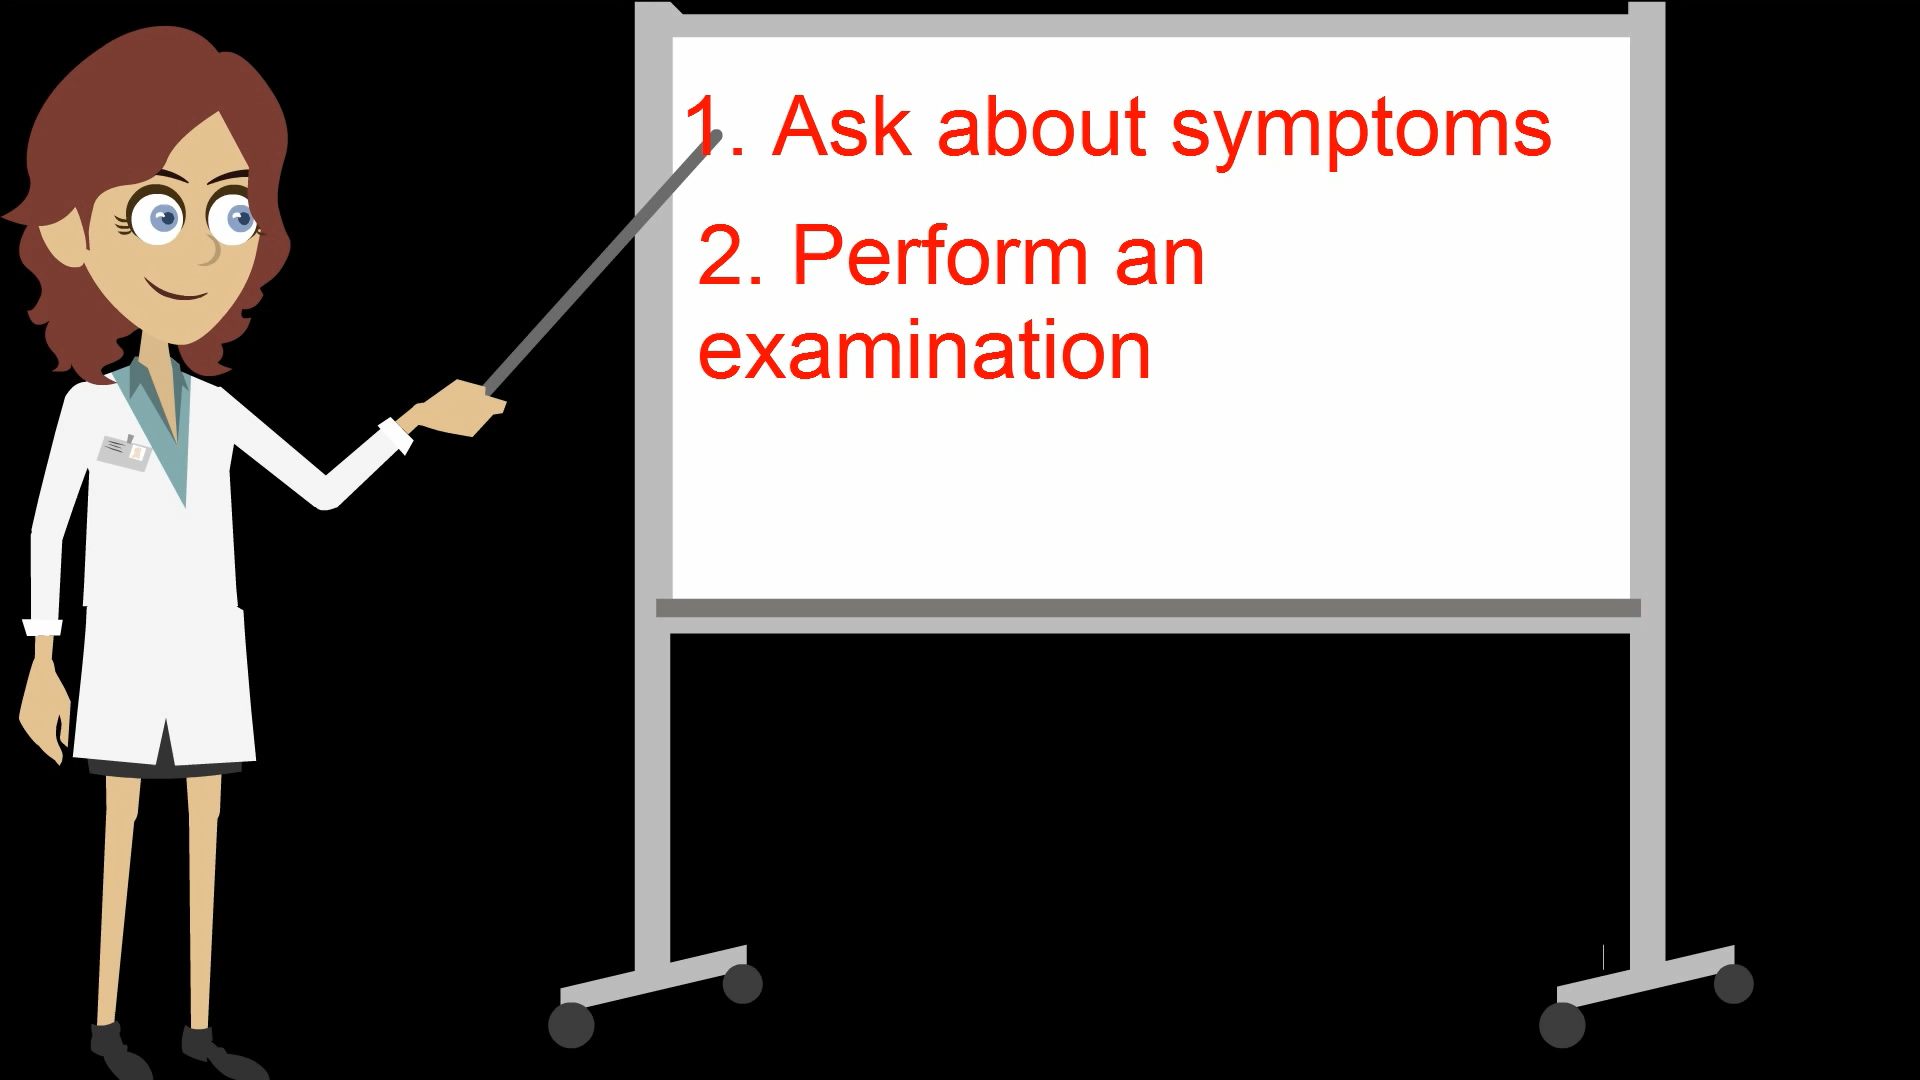 1. Ask about symptoms
2. Perform an
examination